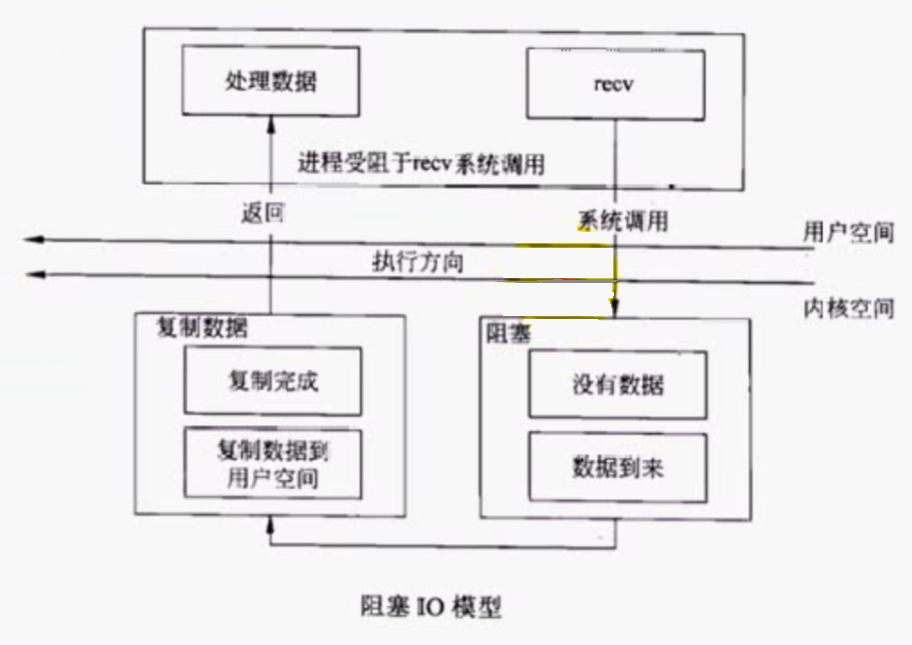 处理数据
recv
进程受阻于recv系统调用
返回
系统调用
用户空间
执行方向
内核空间
复制数据
阻塞
复制完成
没有数据
复制数据到
用户空间
数据到来
阻塞 IO 模型